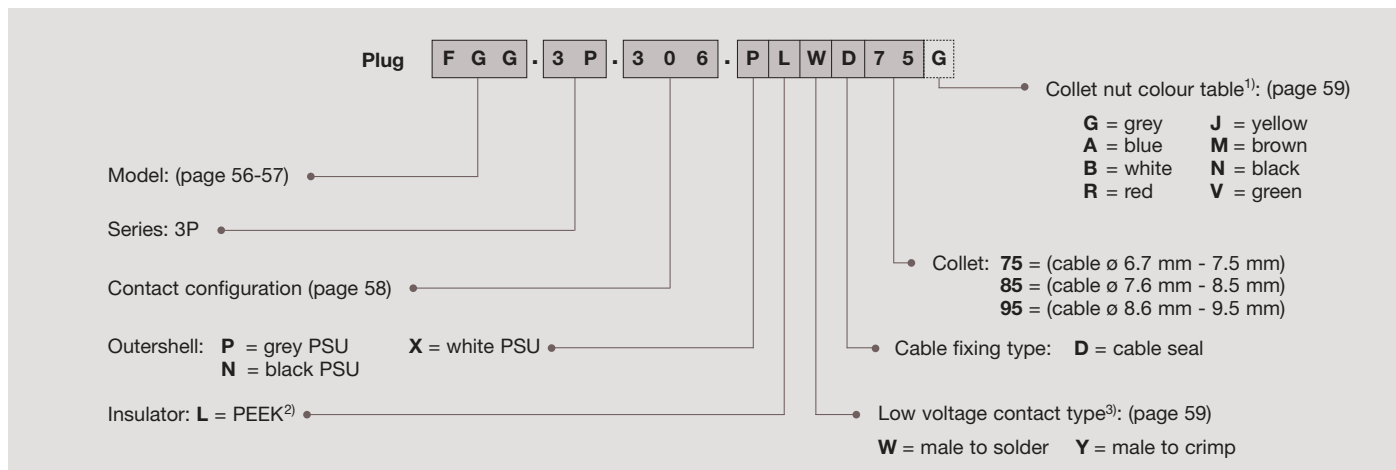 Plug F G G . 3 P . 3 0 6 . P L W D 7 5 G
Collet nut colour table1): (page 59)
G = grey J = yellow
A = blue M = brown
B = white N = black
R = red V = green
Model: (page 56-57)
Series: 3P
Collet: 75 = (cable ø 6.7 mm - 7.5 mm)
85 = (cable ø 7.6 mm - 8.5 mm)
95 = (cable ø 8.6 mm - 9.5 mm)
Contact configuration (page 58)
Outershell: P = grey PSU X = white PSU
N = black PSU
Cable fixing type: D = cable seal
Insulator: L = PEEK2)
Low voltage contact type3): (page 59)
W = male to solder Y = male to crimp